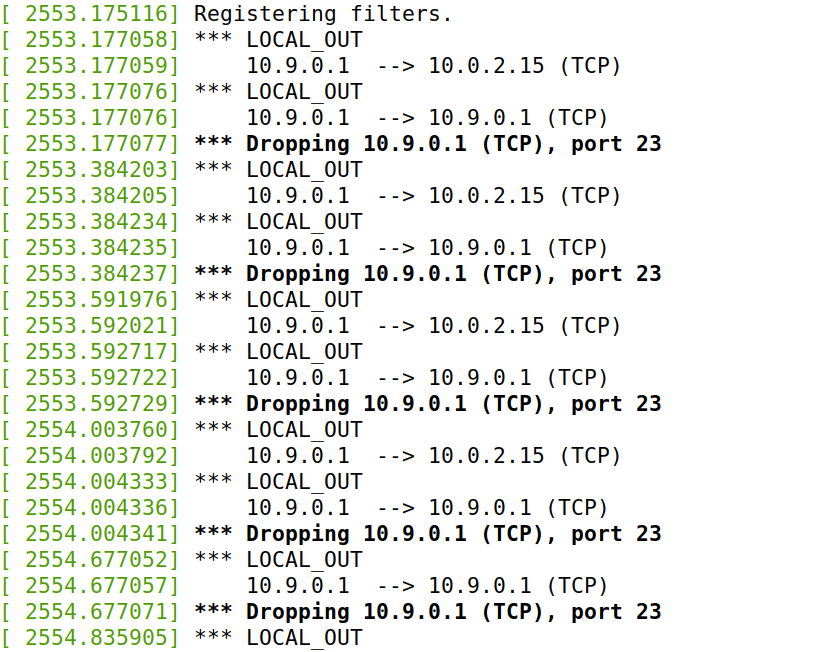 [ 2553.175116] Registering filters.
[ 2553.177058] *** LOCAL_OUT
[ 2553.177059]     10.9.0.1  --> 10.0.2.15 (TCP)
[ 2553.177076] *** LOCAL_OUT
[ 2553.177076]     10.9.0.1  --> 10.9.0.1 (TCP)
[ 2553.177077] *** Dropping 10.9.0.1 (TCP), port 23
[ 2553.384203] *** LOCAL_OUT
[ 2553.384205]     10.9.0.1  --> 10.0.2.15 (TCP)
[ 2553.384234] *** LOCAL_OUT
[ 2553.384235]     10.9.0.1  --> 10.9.0.1 (TCP)
[ 2553.384237] *** Dropping 10.9.0.1 (TCP), port 23
[ 2553.591976] *** LOCAL_OUT
[ 2553.592021]     10.9.0.1  --> 10.0.2.15 (TCP)
[ 2553.592717] *** LOCAL_OUT
[ 2553.592722]     10.9.0.1  --> 10.9.0.1 (TCP)
[ 2553.592729] *** Dropping 10.9.0.1 (TCP), port 23
[ 2554.003760] *** LOCAL_OUT
[ 2554.003792]     10.9.0.1  --> 10.0.2.15 (TCP)
[ 2554.004333] *** LOCAL_OUT
[ 2554.004336]     10.9.0.1  --> 10.9.0.1 (TCP)
[ 2554.004341] *** Dropping 10.9.0.1 (TCP), port 23
[ 2554.677052] *** LOCAL_OUT
[ 2554.677057]     10.9.0.1  --> 10.9.0.1 (TCP)
[ 2554.677071] *** Dropping 10.9.0.1 (TCP), port 23
[ 2554.835905] *** LOCAL_OUT